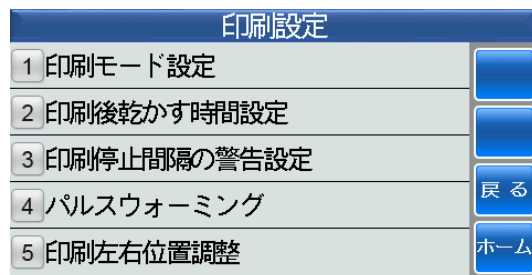 印刷設定
1 印刷モード設定
2 印刷後乾かす時間設定
3 印刷停止間隔の警告設定
4 パルスウォーミング
5 印刷左右位置調整
戻る
ホーム